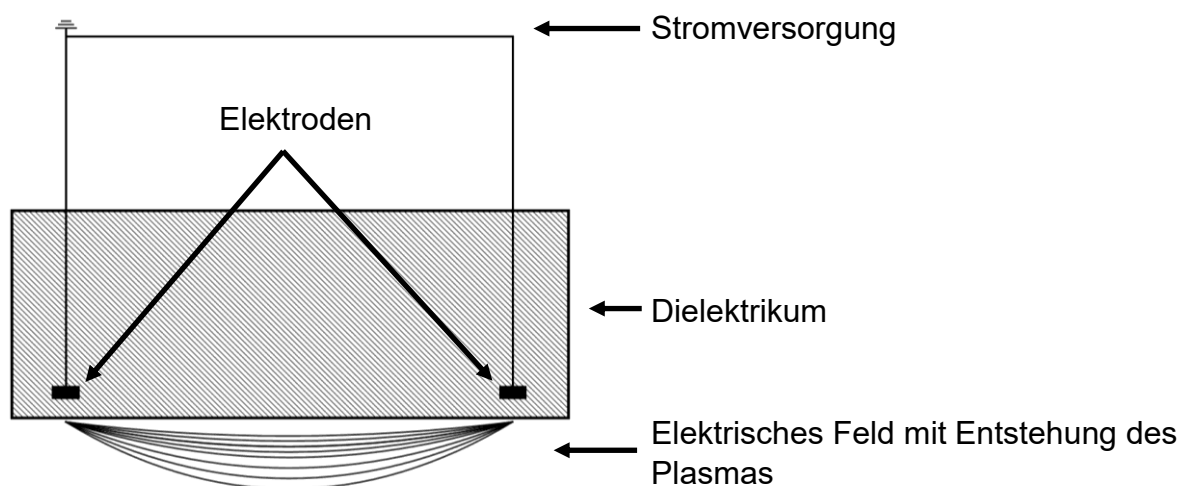 Stromversorgung
Elektroden
Dielektrikum
Elektrisches Feld mit Entstehung des
Plasmas